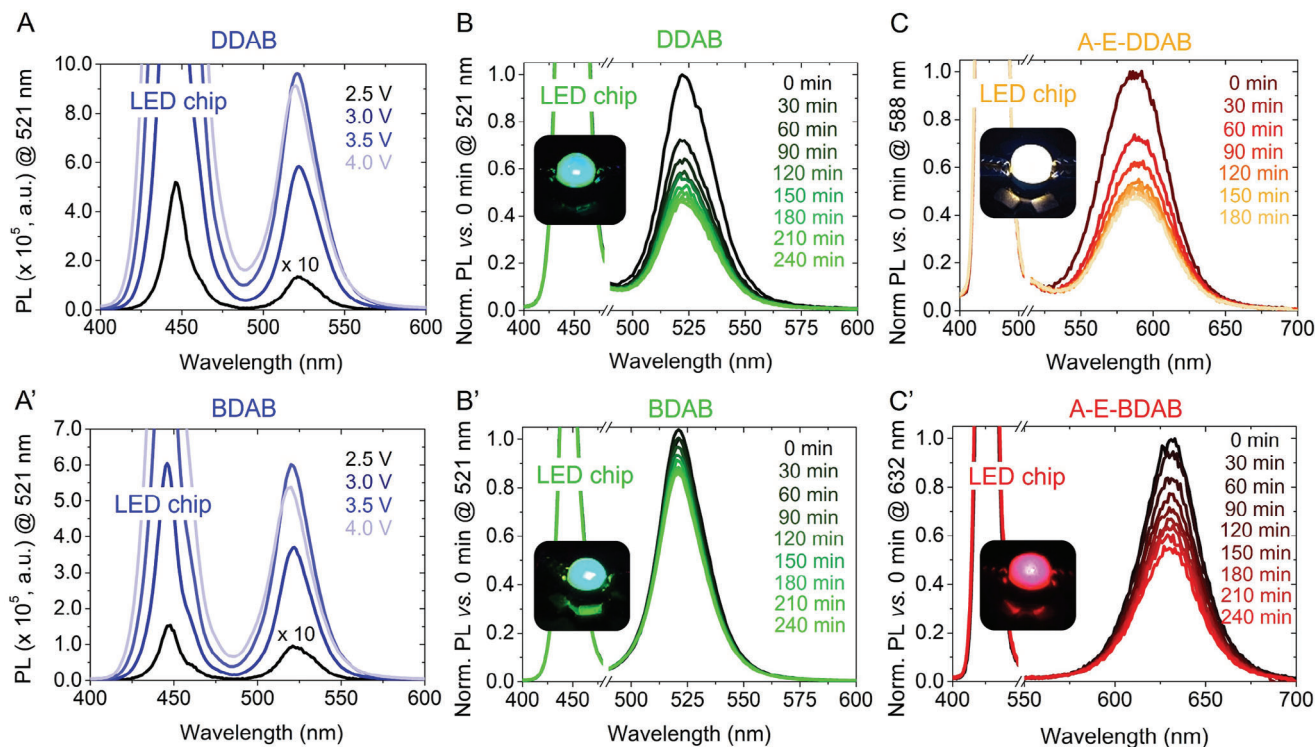 A
DDAB
PL (x 10⁵, a.u.) @ 521 nm
10.0
8.0
6.0
4.0
2.0
0.0
LED chip
2.5 V
3.0 V
3.5 V
4.0 V
x 10
400 450 500 550 600
Wavelength (nm)
B
DDAB
Norm. PL vs. 0 min @ 521 nm
1.0
0.8
0.6
0.4
0.2
0.0
LED chip
0 min
30 min
60 min
90 min
120 min
150 min
180 min
210 min
240 min
400 450 500 525 550 575 600
Wavelength (nm)
C
A-E-DDAB
Norm. PL vs. 0 min @ 588 nm
1.0
0.8
0.6
0.4
0.2
0.0
LED chip
0 min
30 min
60 min
90 min
120 min
150 min
180 min
400 500 550 600 650 700
Wavelength (nm)
A'
BDAB
PL (x 10⁵, a.u.) @ 521 nm
7.0
6.0
5.0
4.0
3.0
2.0
1.0
0.0
LED chip
2.5 V
3.0 V
3.5 V
4.0 V
x 10
400 450 500 550 600
Wavelength (nm)
B'
BDAB
Norm. PL vs. 0 min @ 521 nm
1.0
0.8
0.6
0.4
0.2
0.0
LED chip
0 min
30 min
60 min
90 min
120 min
150 min
180 min
210 min
240 min
400 450 500 525 550 575 600
Wavelength (nm)
C'
A-E-BDAB
Norm. PL vs. 0 min @ 632 nm
1.0
0.8
0.6
0.4
0.2
0.0
LED chip
0 min
30 min
60 min
90 min
120 min
150 min
180 min
210 min
240 min
400 550 600 650 700
Wavelength (nm)